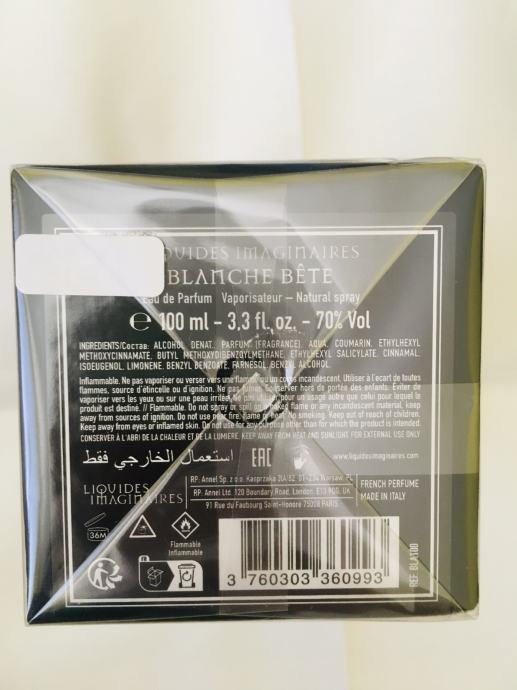 QUIDES IMAGINAIRES
BLANCHE BÊTE
Eau de Parfum Vaporisateur – Natural spray
e 100 ml - 3,3 fl. oz. - 70% Vol
INGREDIENTS/Состав: ALCOHOL DENAT., PARFUM (FRAGRANCE), AQUA, COUMARIN, ETHYLHEXYL
METHOXYCINNAMATE, BUTYL METHOXYDIBENZOYLMETHANE, ETHYLHEXYL SALICYLATE, CINNAMAL,
ISOEUGENOL, LIMONENE, BENZYL BENZOATE, FARNESOL, BENZYL ALCOHOL.
Inflammable. Ne pas vaporiser ou verser vers une flamme ou un corps incandescent. Utiliser à l'ecart de toutes
flammes, source d'étincelle ou d'ignition. Ne pas fumer. Conserver hors de portée des enfants. Éviter de
vaporiser vers les yeux ou sur une peau irritée, ne pas utiliser pour un usage autre que celui pour lequel le
produit est destiné. // Flammable. Do not spray or spill on a naked flame or any incandescent material, keep
away from sources of ignition. Do not use near fire, flame or heat. No smoking. Keep out of reach of children.
Keep away from eyes or inflamed skin. Do not use for any purpose other than for which the product is intended.
CONSERVER À L'ABRI DE LA CHALEUR ET DE LA LUMIERE. KEEP AWAY FROM HEAT AND SUNLIGHT. FOR EXTERNAL USE ONLY
استعمال الخارجي فقط
EAC
www.liquidesimaginaires.com
LIQUIDES
IMAGINAIRES
RP: Annel Sp. z o.o. Kasprzaka 31A/52, 01-234 Warsaw, PL
RP: Annel Ltd. 120 Boundary Road, London, E17 8NQ, UK
91 Rue du Faubourg Saint-Honoré 75008 PARIS
FRENCH PERFUME
MADE IN ITALY
36M
Flammable
Inflammable
3 760303 360993
REF. BLA100